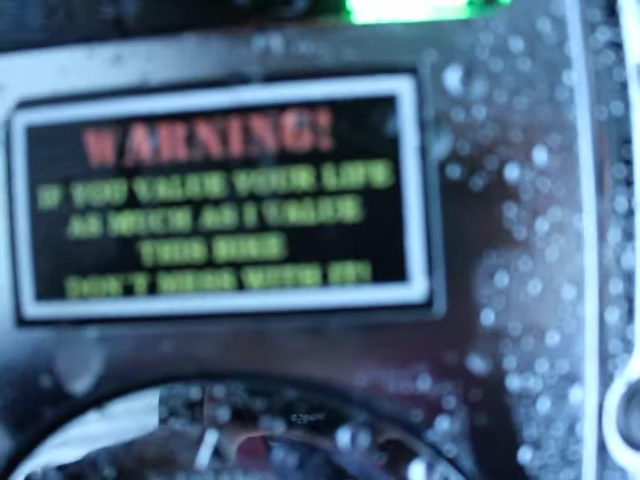 WARNING!
IF YOU VALUE YOUR LIFE
AS MUCH AS I VALUE
THIS BIKE
DON'T MESS WITH IT!